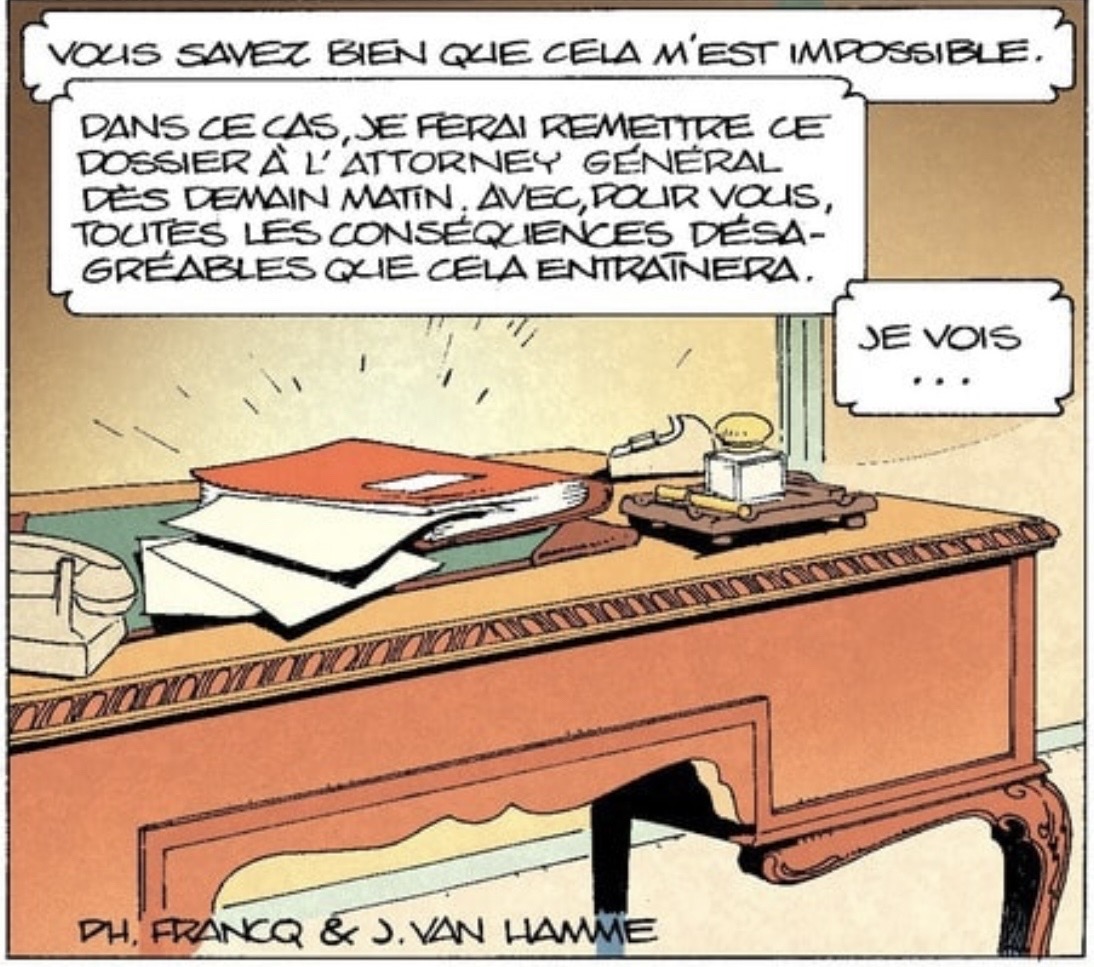 VOUS SAVEZ BIEN QUE CELA M'EST IMPOSSIBLE.
DANS CE CAS, JE FERAI REMETTRE CE
DOSSIER À L'ATTORNEY GÉNÉRAL
DÈS DEMAIN MATIN. AVEC, POUR VOUS,
TOUTES LES CONSÉQUENCES DÉSA-
GRÉABLES QUE CELA ENTRAÎNERA.
JE VOIS
...
PH. FRANCQ & J. VAN HAMME